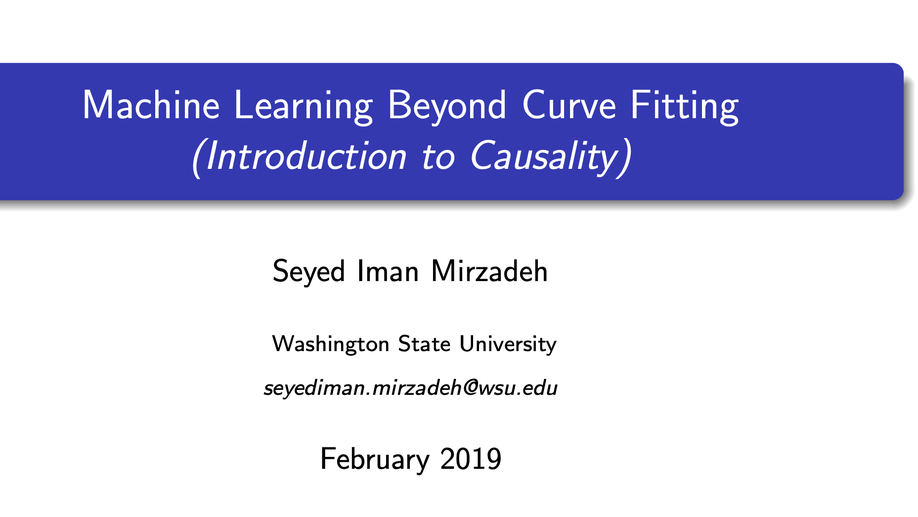 Machine Learning Beyond Curve Fitting
(Introduction to Causality)
Seyed Iman Mirzadeh
Washington State University
seyediman.mirzadeh@wsu.edu
February 2019